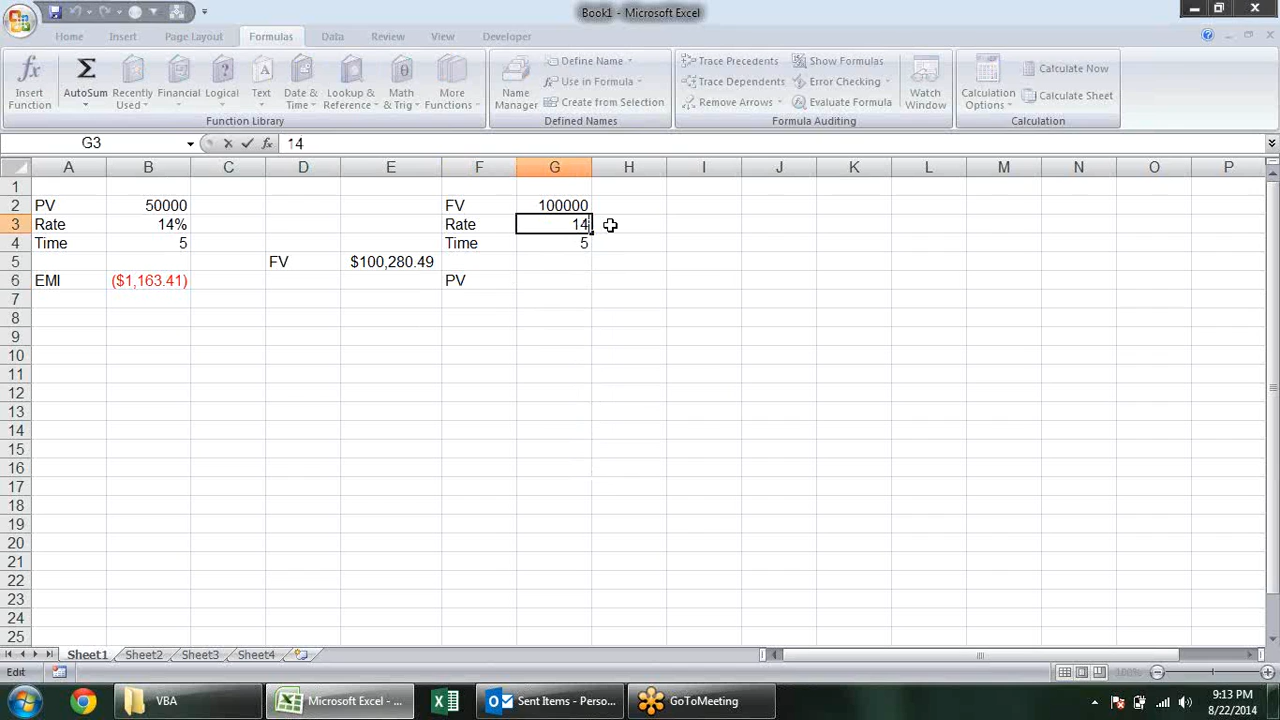 Book1 - Microsoft Excel
Home Insert Page Layout Formulas Data Review View Developer
Insert Function
AutoSum
Recently Used
Financial
Logical
Text
Date & Time
Lookup & Reference
Math & Trig
More Functions
Function Library
Name Manager
Define Name
Use in Formula
Create from Selection
Defined Names
Trace Precedents
Trace Dependents
Remove Arrows
Show Formulas
Error Checking
Evaluate Formula
Formula Auditing
Watch Window
Calculation Options
Calculate Now
Calculate Sheet
Calculation
G3 fx 14
A B C D E F G H I J K L M N O P
1
2 PV 50000 FV 100000
3 Rate 14% Rate 14
4 Time 5 Time 5
5 FV $100,280.49
6 EMI ($1,163.41) PV
7
8
9
10
11
12
13
14
15
16
17
18
19
20
21
22
23
24
25
Sheet1 Sheet2 Sheet3 Sheet4
Edit 100%
VBA
Microsoft Excel - ...
Sent Items - Perso...
GoToMeeting
9:13 PM
8/22/2014